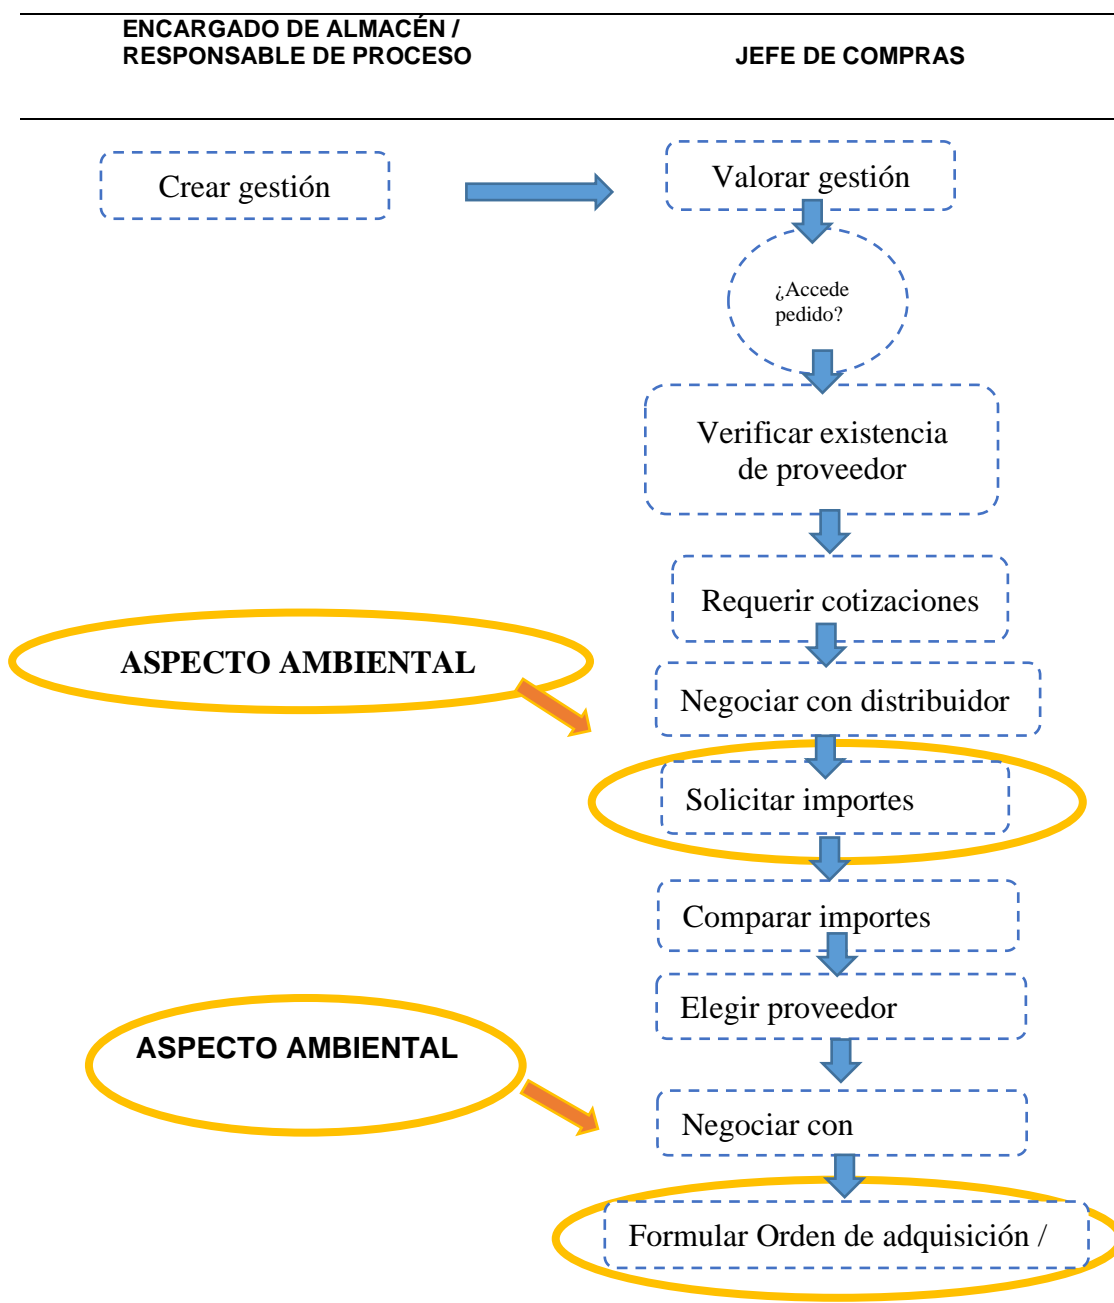 ENCARGADO DE ALMACÉN /
RESPONSABLE DE PROCESO
JEFE DE COMPRAS
Crear gestión
Valorar gestión
¿Accede
pedido?
Verificar existencia
de proveedor
Requerir cotizaciones
ASPECTO AMBIENTAL
Negociar con distribuidor
Solicitar importes
Comparar importes
Elegir proveedor
ASPECTO AMBIENTAL
Negociar con
Formular Orden de adquisición /